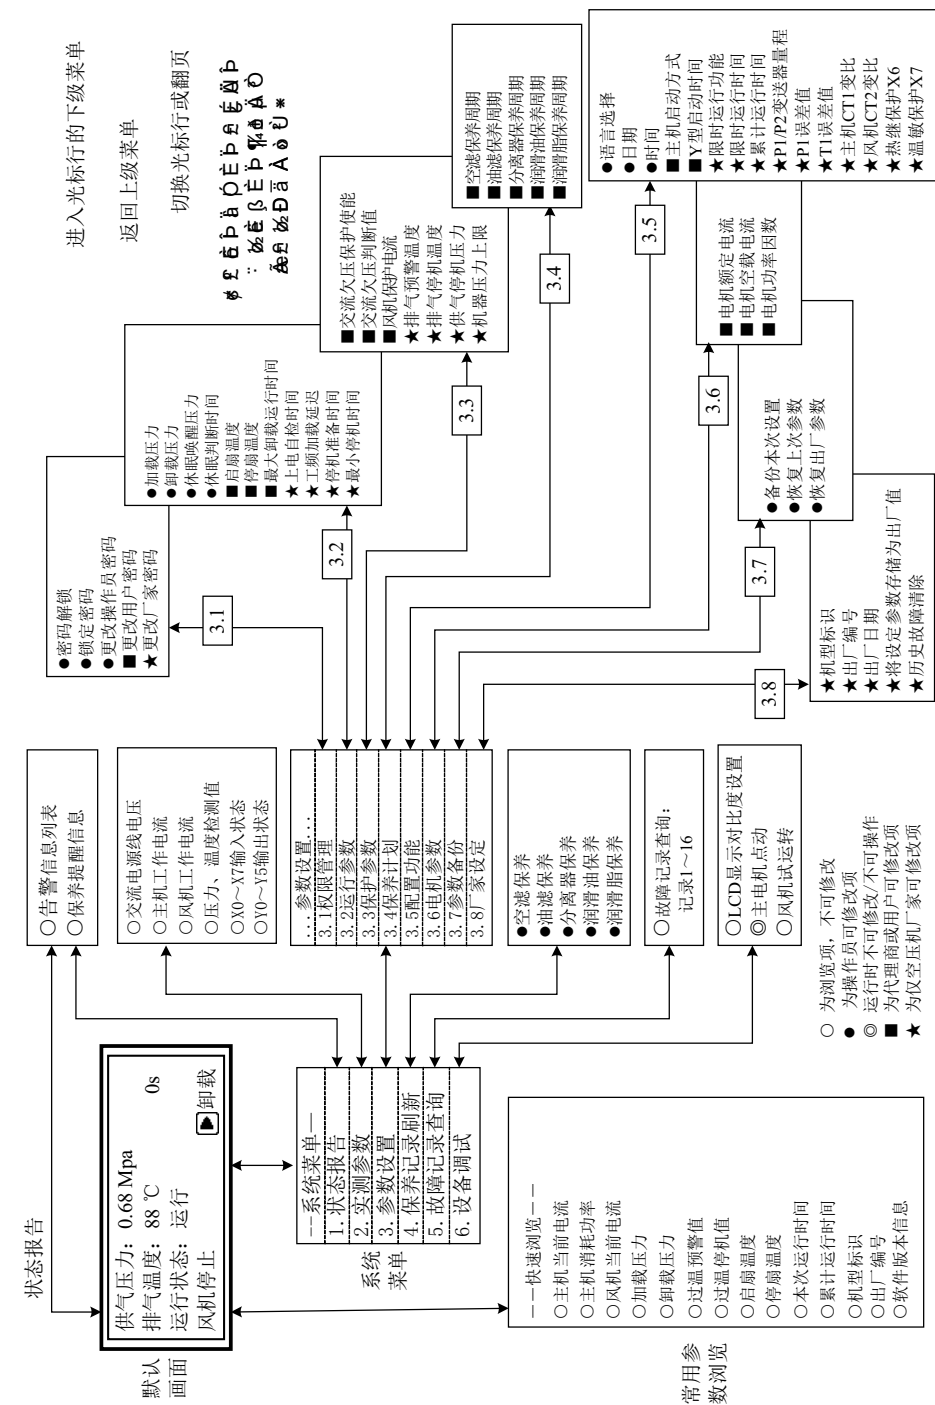 进入光标行的下级菜单
返回上级菜单
切换光标行或翻页
状态报告
默认
画面
供气压力：0.68 Mpa
排气温度：88 ℃ 0s
运行状态：运行
风机停止 卸载
○告警信息列表
○保养提醒信息
○交流电源线电压
○主机工作电流
○风机工作电流
○压力、温度检测值
○X0～X7输入状态
○Y0～Y5输出状态
系统
菜单
——系统菜单—
1.状态报告
2.实测参数
3.参数设置
4.保养记录刷新
5.故障记录查询
6.设备调试
...参数设置...
3.1权限管理
3.2运行参数
3.3保护参数
3.4保养计划
3.5配置功能
3.6电机参数
3.7参数备份
3.8厂家设定
●空滤保养
●油滤保养
●分离器保养
●润滑油保养
●润滑脂保养
○故障记录查询：
记录1～16
○LCD显示对比度设置
◎主电机点动
○风机试运转
常用参
数浏览
——快速浏览——
○主机当前电流
○主机消耗功率
○风机当前电流
○加载压力
○卸载压力
○过温预警值
○过温停机值
○启扇温度
○停扇温度
○本次运行时间
○累计运行时间
○机型标识
○出厂编号
○软件版本信息
○ 为浏览项，不可修改
● 为操作员可修改项
◎ 运行时不可修改/不可操作
■ 为代理商或用户可修改项
★ 为仅空压机厂家可修改项
3.1
●密码解锁
●锁定密码
●更改操作员密码
■更改用户密码
★更改厂家密码
3.2
●加载压力
●卸载压力
●休眠唤醒压力
●休眠判断时间
■启扇温度
■停扇温度
■最大卸载运行时间
★上电自检时间
★工频加载延迟
★停机准备时间
★最小停机时间
3.3
■交流欠压保护使能
■交流欠压判断值
■风机保护电流
★排气预警温度
★排气停机温度
★供气停机压力
★机器压力上限
3.4
■空滤保养周期
■油滤保养周期
■分离器保养周期
■润滑油保养周期
■润滑脂保养周期
3.5
●语言选择
●日期
●时间
■主机启动方式
■Y型启动时间
★限时运行功能
★限时运行时间
★累计运行时间
★P1/P2变送器量程
★P1误差值
★T1误差值
★主机CT1变比
★风机CT2变比
★热继保护X6
★温敏保护X7
3.6
■电机额定电流
■电机空载电流
■电机功率因数
3.7
●备份本次设置
●恢复上次参数
●恢复出厂参数
3.8
★机型标识
★出厂编号
★出厂日期
★将设定参数存储为出厂值
★历史故障清除